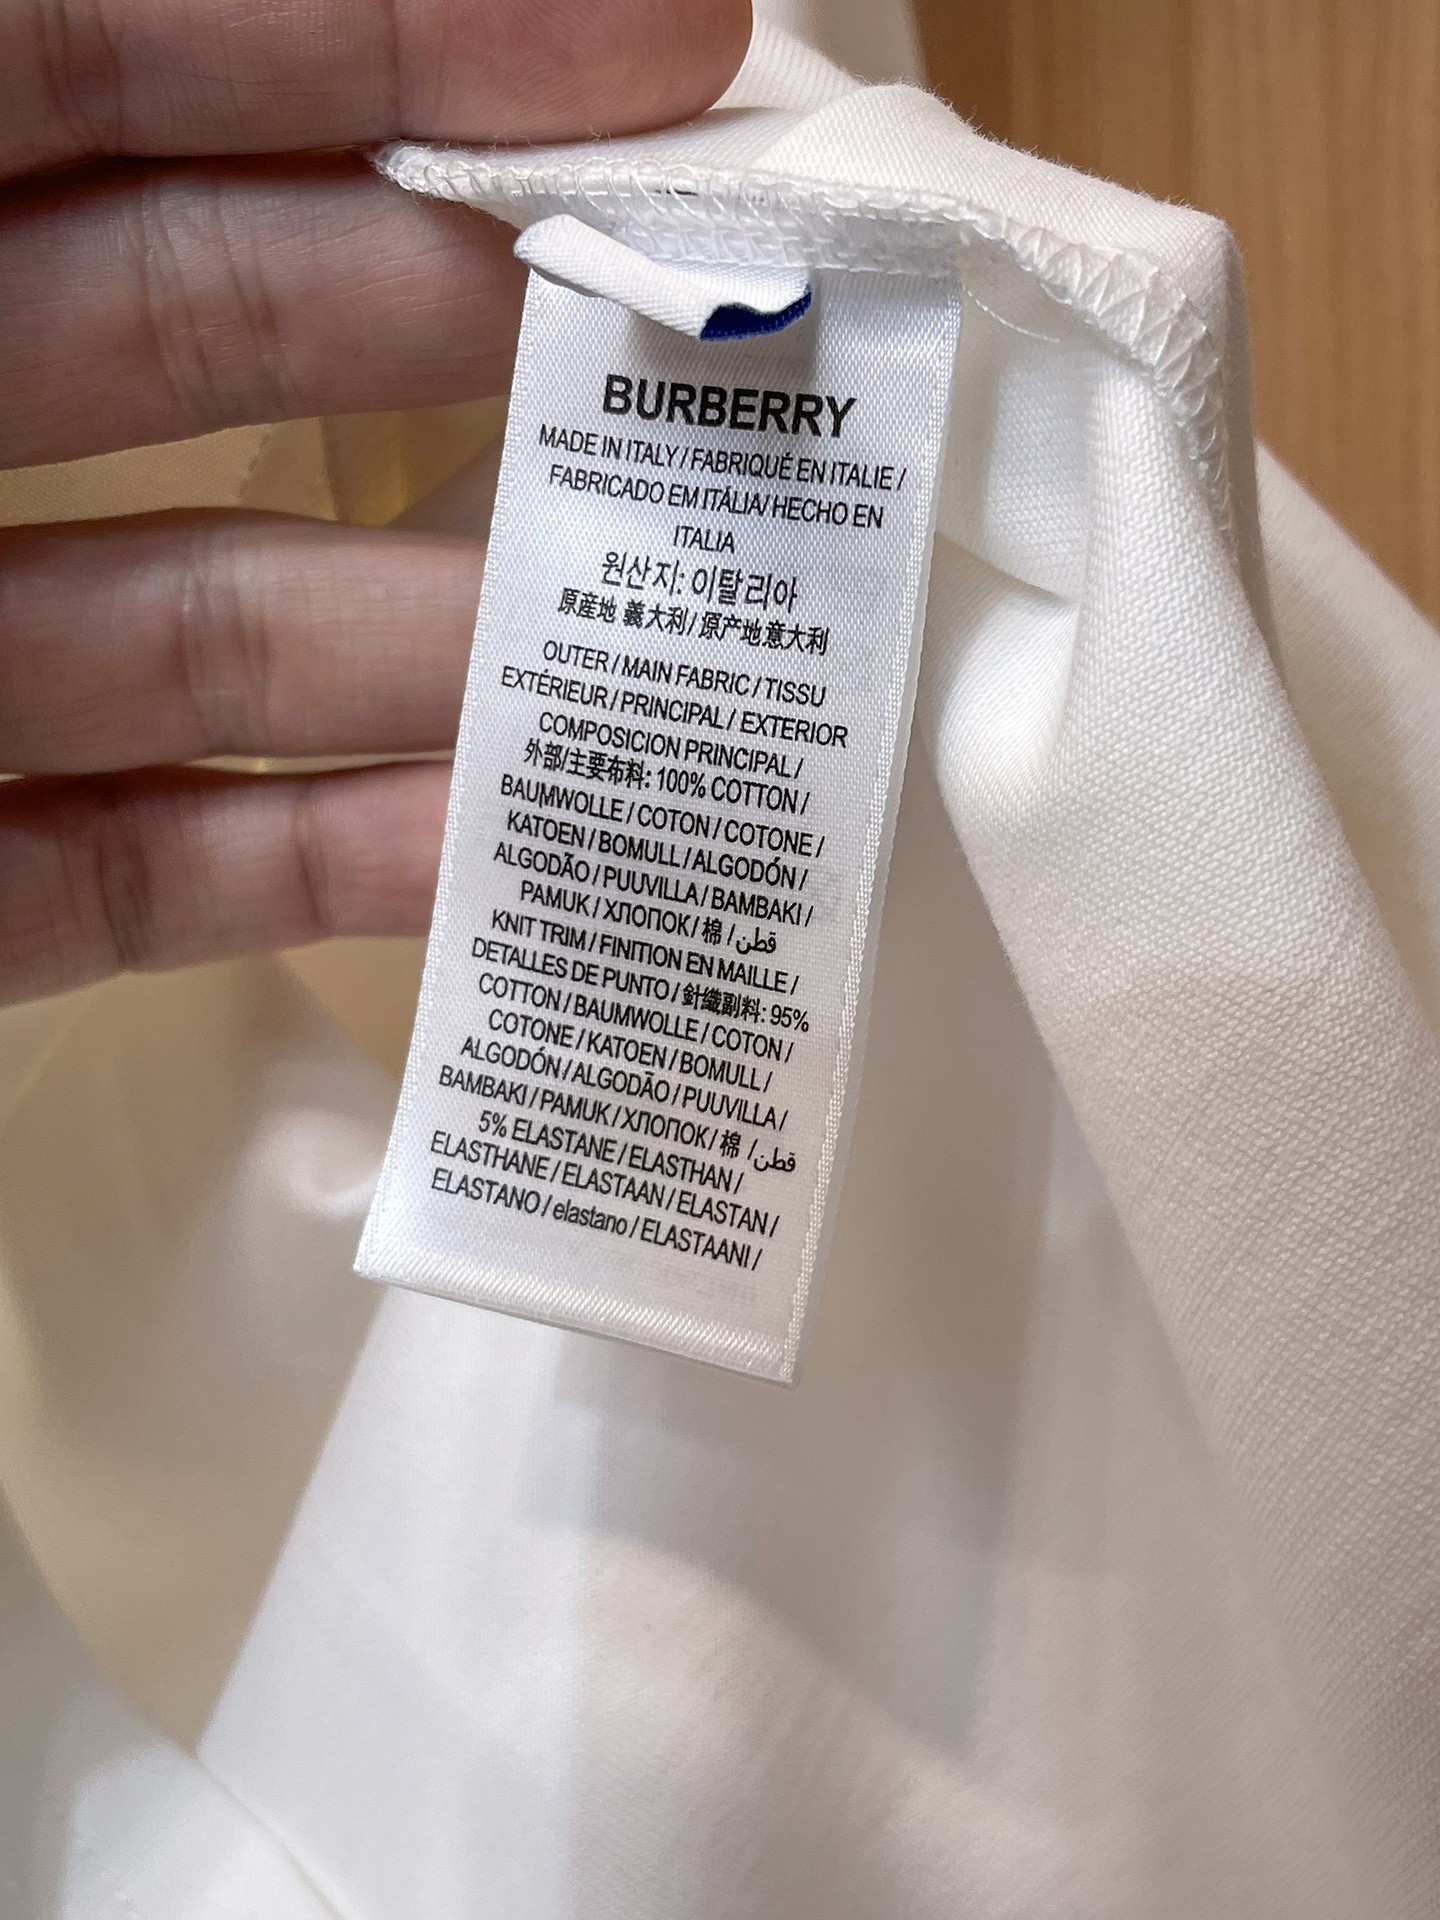 BURBERRY
MADE IN ITALY / FABRIQUÉ EN ITALIE /
FABRICADO EM ITÁLIA/ HECHO EN
ITALIA
원산지: 이탈리아
原産地 義大利 / 原产地意大利
OUTER / MAIN FABRIC / TISSU
EXTÉRIEUR / PRINCIPAL / EXTERIOR
COMPOSICION PRINCIPAL /
外部/主要布料: 100% COTTON /
BAUMWOLLE / COTON / COTONE /
KATOEN / BOMULL / ALGODÓN /
ALGODÃO / PUUVILLA / BAMBAKI /
PAMUK / ХЛОПОК / 棉 / قطن
KNIT TRIM / FINITION EN MAILLE /
DETALLES DE PUNTO / 針織副料: 95%
COTTON / BAUMWOLLE / COTON /
COTONE / KATOEN / BOMULL /
ALGODÓN / ALGODÃO / PUUVILLA /
BAMBAKI / PAMUK / ХЛОПОК / 棉 / قطن
5% ELASTANE / ELASTHAN /
ELASTHANE / ELASTAAN / ELASTAN /
ELASTANO / elastano / ELASTAANI /